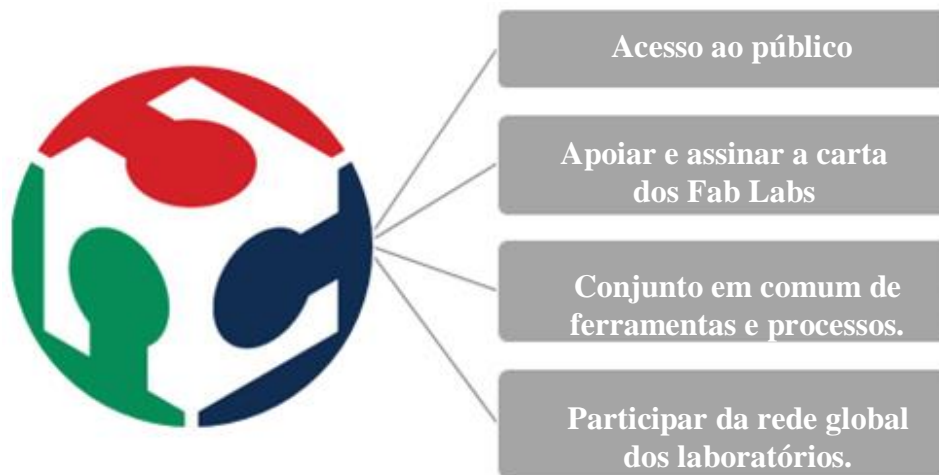 Acesso ao público
Apoiar e assinar a carta
dos Fab Labs
Conjunto em comum de
ferramentas e processos.
Participar da rede global
dos laboratórios.